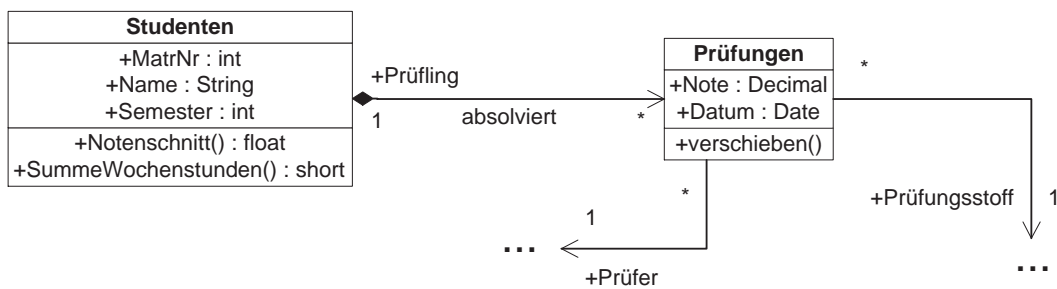 Studenten
+MatrNr : int
+Name : String
+Semester : int
+Notenschnitt() : float
+SummeWochenstunden() : short
+Prüfling
1
absolviert
*
Prüfungen
+Note : Decimal
+Datum : Date
+verschieben()
*
*
1
...
+Prüfer
+Prüfungsstoff
1
...